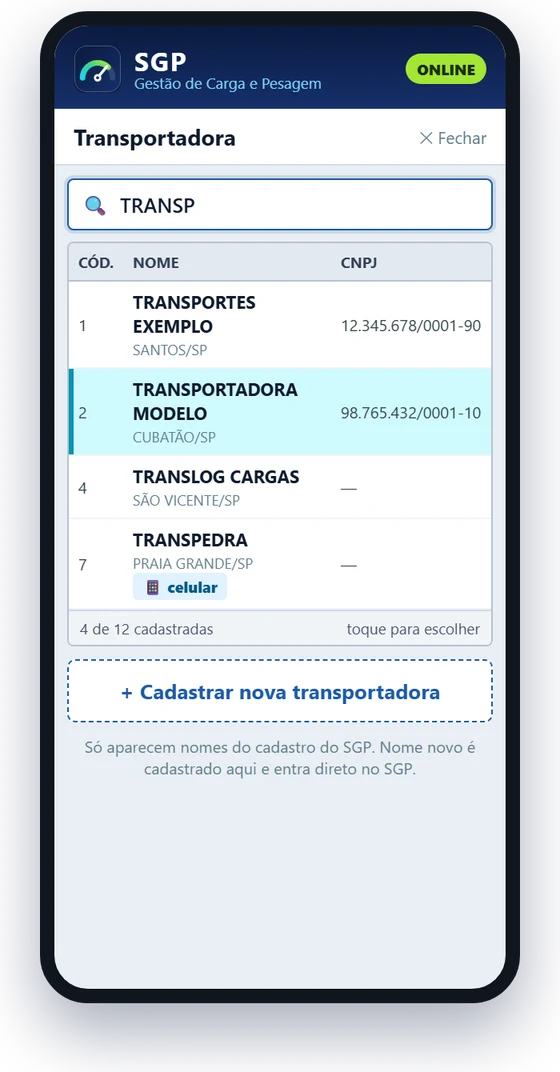 SGP
Gestão de Carga e Pesagem
ONLINE
Transportadora
✕ Fechar
TRANSP
CÓD. NOME CNPJ
1 TRANSPORTES EXEMPLO 12.345.678/0001-90
SANTOS/SP
2 TRANSPORTADORA MODELO 98.765.432/0001-10
CUBATÃO/SP
4 TRANSLOG CARGAS —
SÃO VICENTE/SP
7 TRANSPEDRA —
PRAIA GRANDE/SP
celular
4 de 12 cadastradas toque para escolher
+ Cadastrar nova transportadora
Só aparecem nomes do cadastro do SGP. Nome novo é
cadastrado aqui e entra direto no SGP.